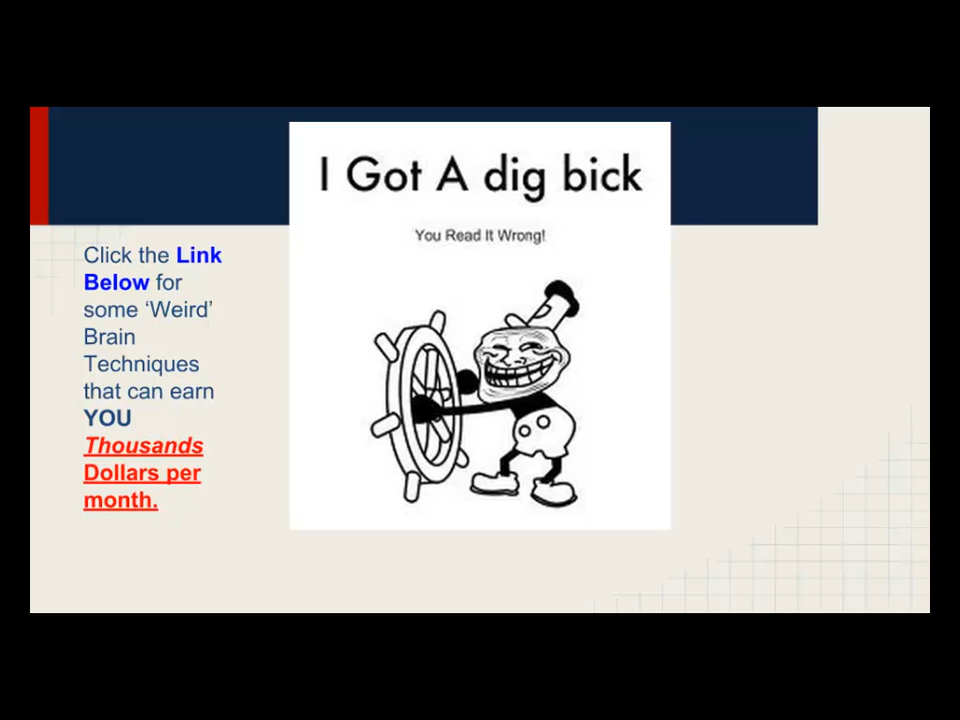 I Got A dig bick
You Read It Wrong!
Click the Link
Below for
some ‘Weird’
Brain
Techniques
that can earn
YOU
Thousands
Dollars per
month.